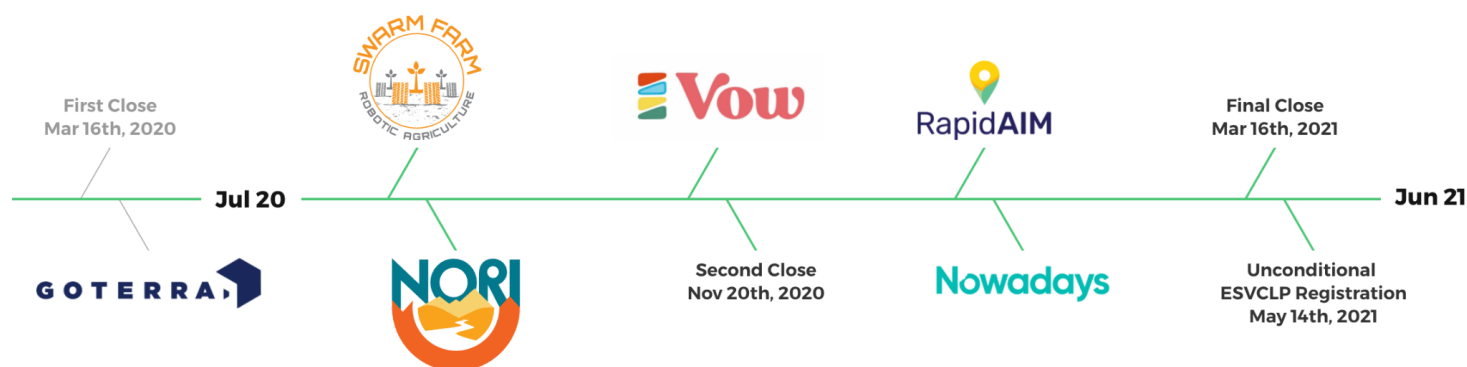 First Close
Mar 16th, 2020
GOTERRA
Jul 20
SWARM FARM
ROBOTIC AGRICULTURE
NORI
Vow
Second Close
Nov 20th, 2020
RapidAIM
Nowadays
Final Close
Mar 16th, 2021
Unconditional
ESVCLP Registration
May 14th, 2021
Jun 21